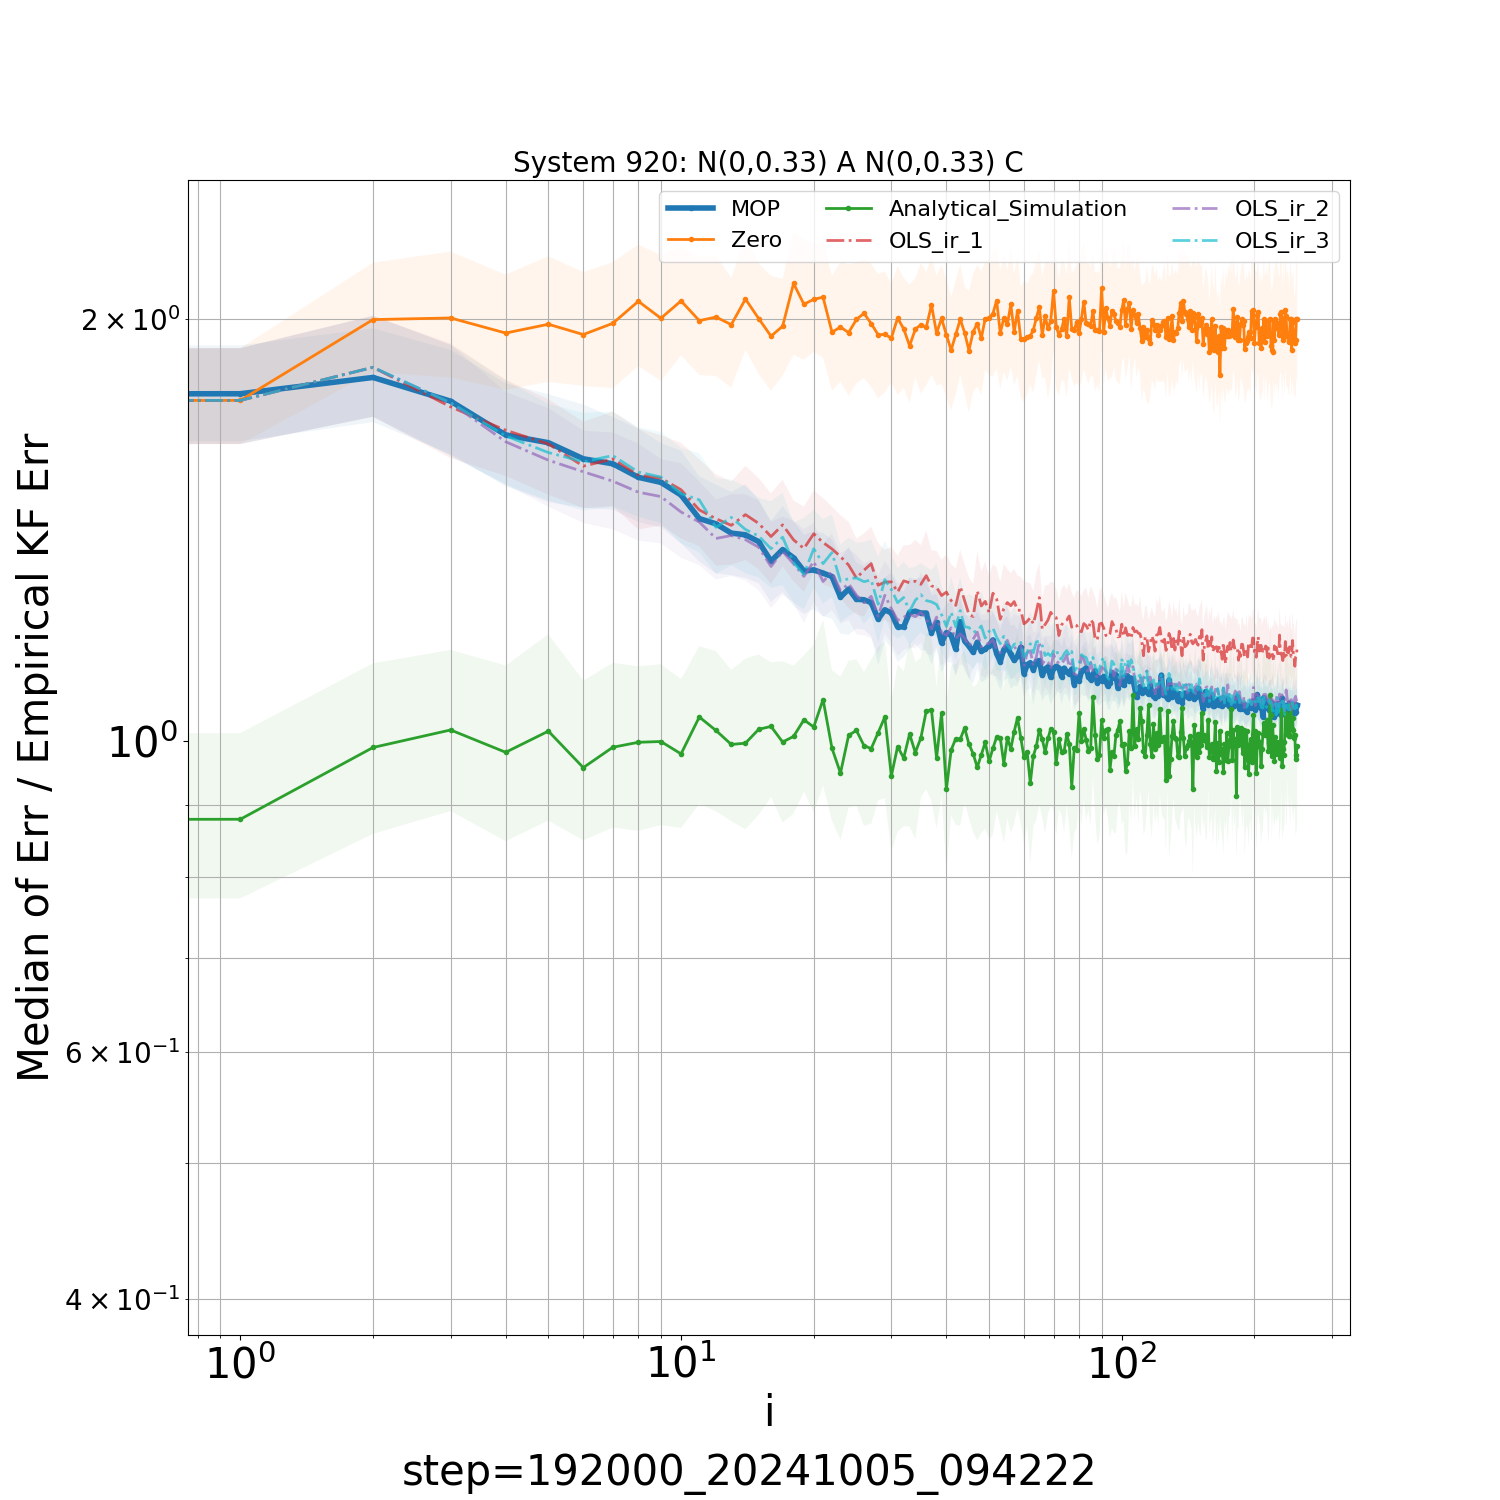 System 920: N(0,0.33) A N(0,0.33) C
MOP
Zero
Analytical_Simulation
OLS_ir_1
OLS_ir_2
OLS_ir_3
Median of Err / Empirical KF Err
2 × 10⁰
10⁰
6 × 10⁻¹
4 × 10⁻¹
10⁰ 10¹ 10²
i
step=192000_20241005_094222